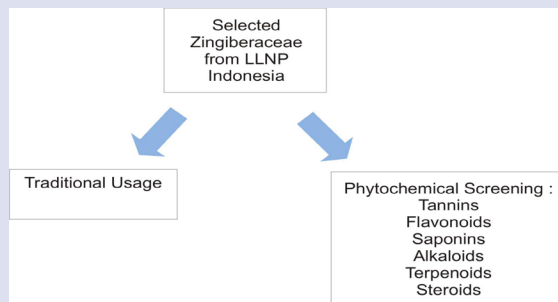 Selected
Zingiberaceae
from LLNP
Indonesia
Traditional Usage
Phytochemical Screening :
Tannins
Flavonoids
Saponins
Alkaloids
Terpenoids
Steroids